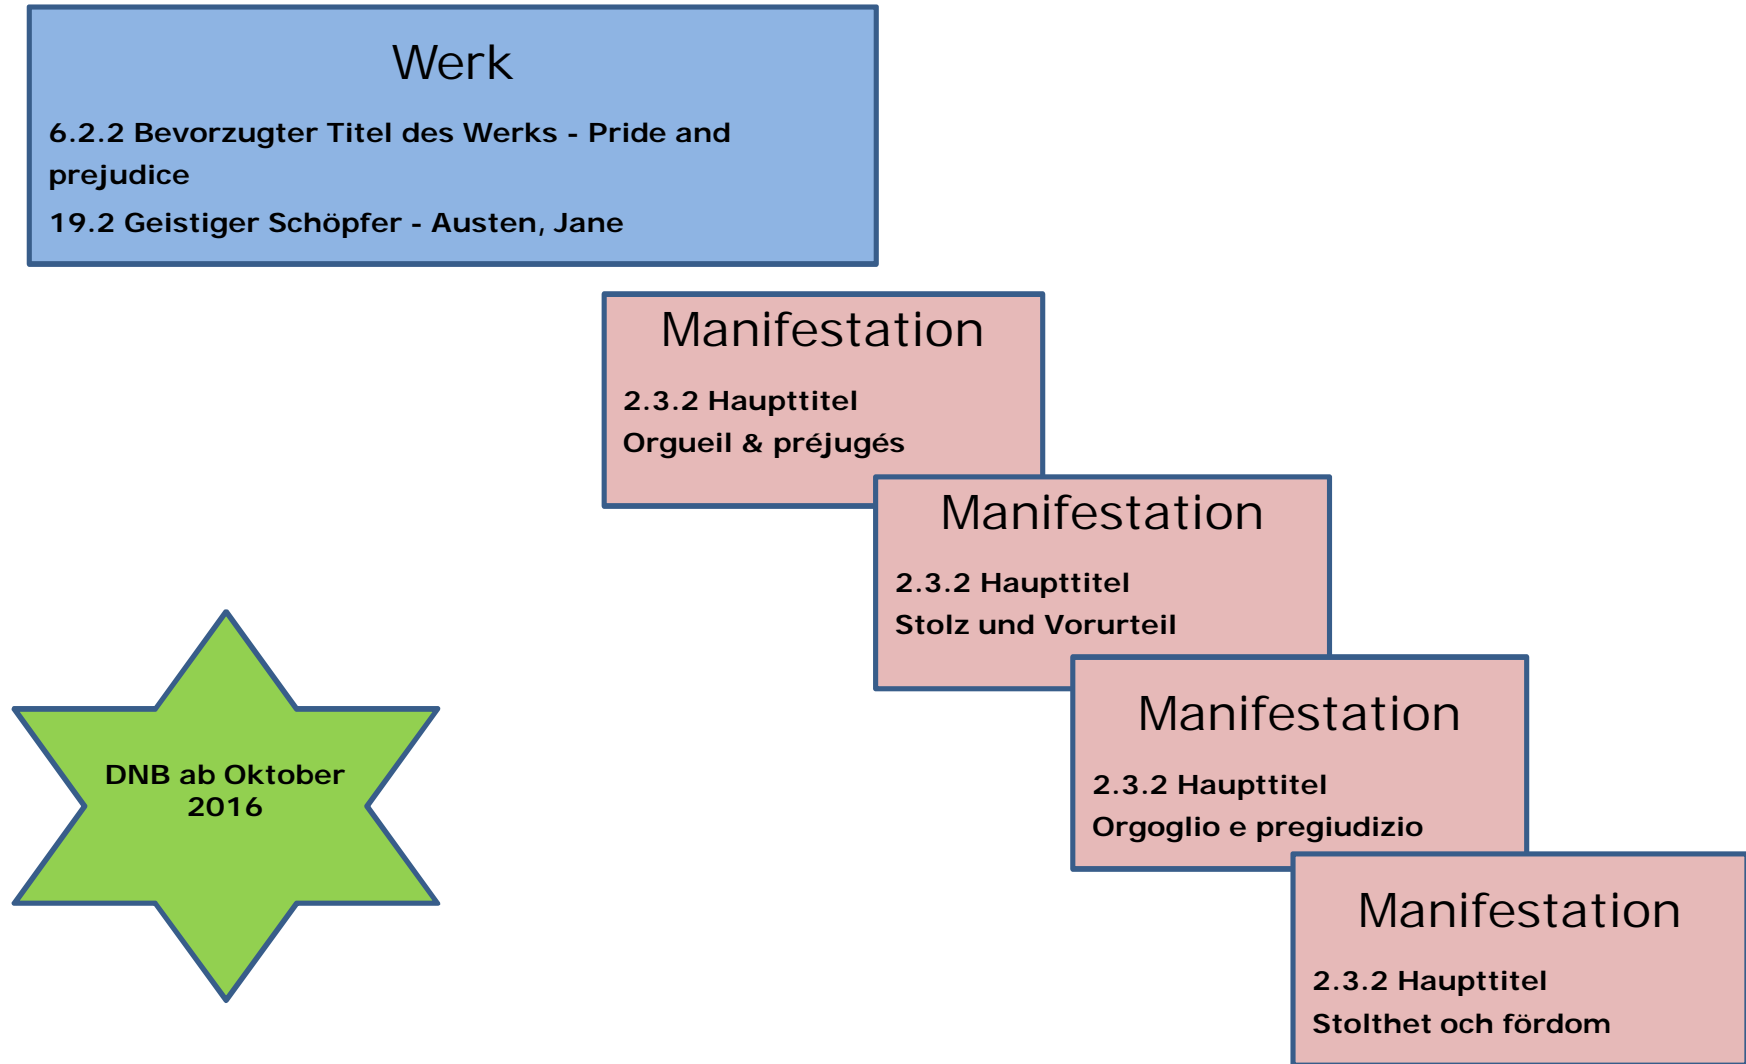 Werk
6.2.2 Bevorzugter Titel des Werks - Pride and
prejudice
19.2 Geistiger Schöpfer - Austen, Jane
Manifestation
2.3.2 Haupttitel
Orgueil & préjugés
Manifestation
2.3.2 Haupttitel
Stolz und Vorurteil
Manifestation
2.3.2 Haupttitel
Orgoglio e pregiudizio
Manifestation
2.3.2 Haupttitel
Stolthet och fördom
DNB ab Oktober
2016